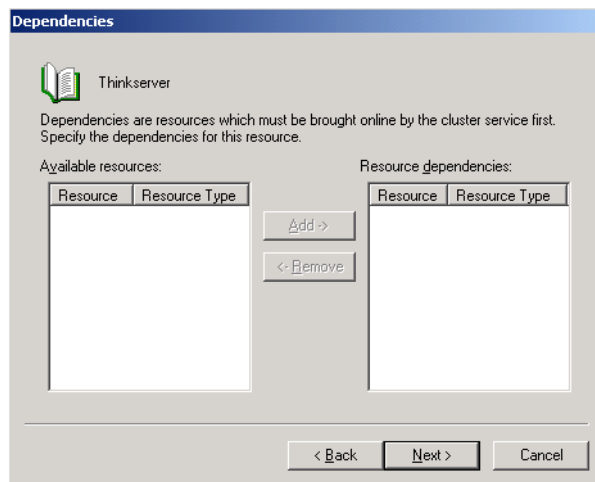 Dependencies
Thinkserver
Dependencies are resources which must be brought online by the cluster service first.
Specify the dependencies for this resource.
Available resources:
Resource dependencies:
Resource Resource Type
Resource Resource Type
Add ->
<- Remove
< Back
Next >
Cancel